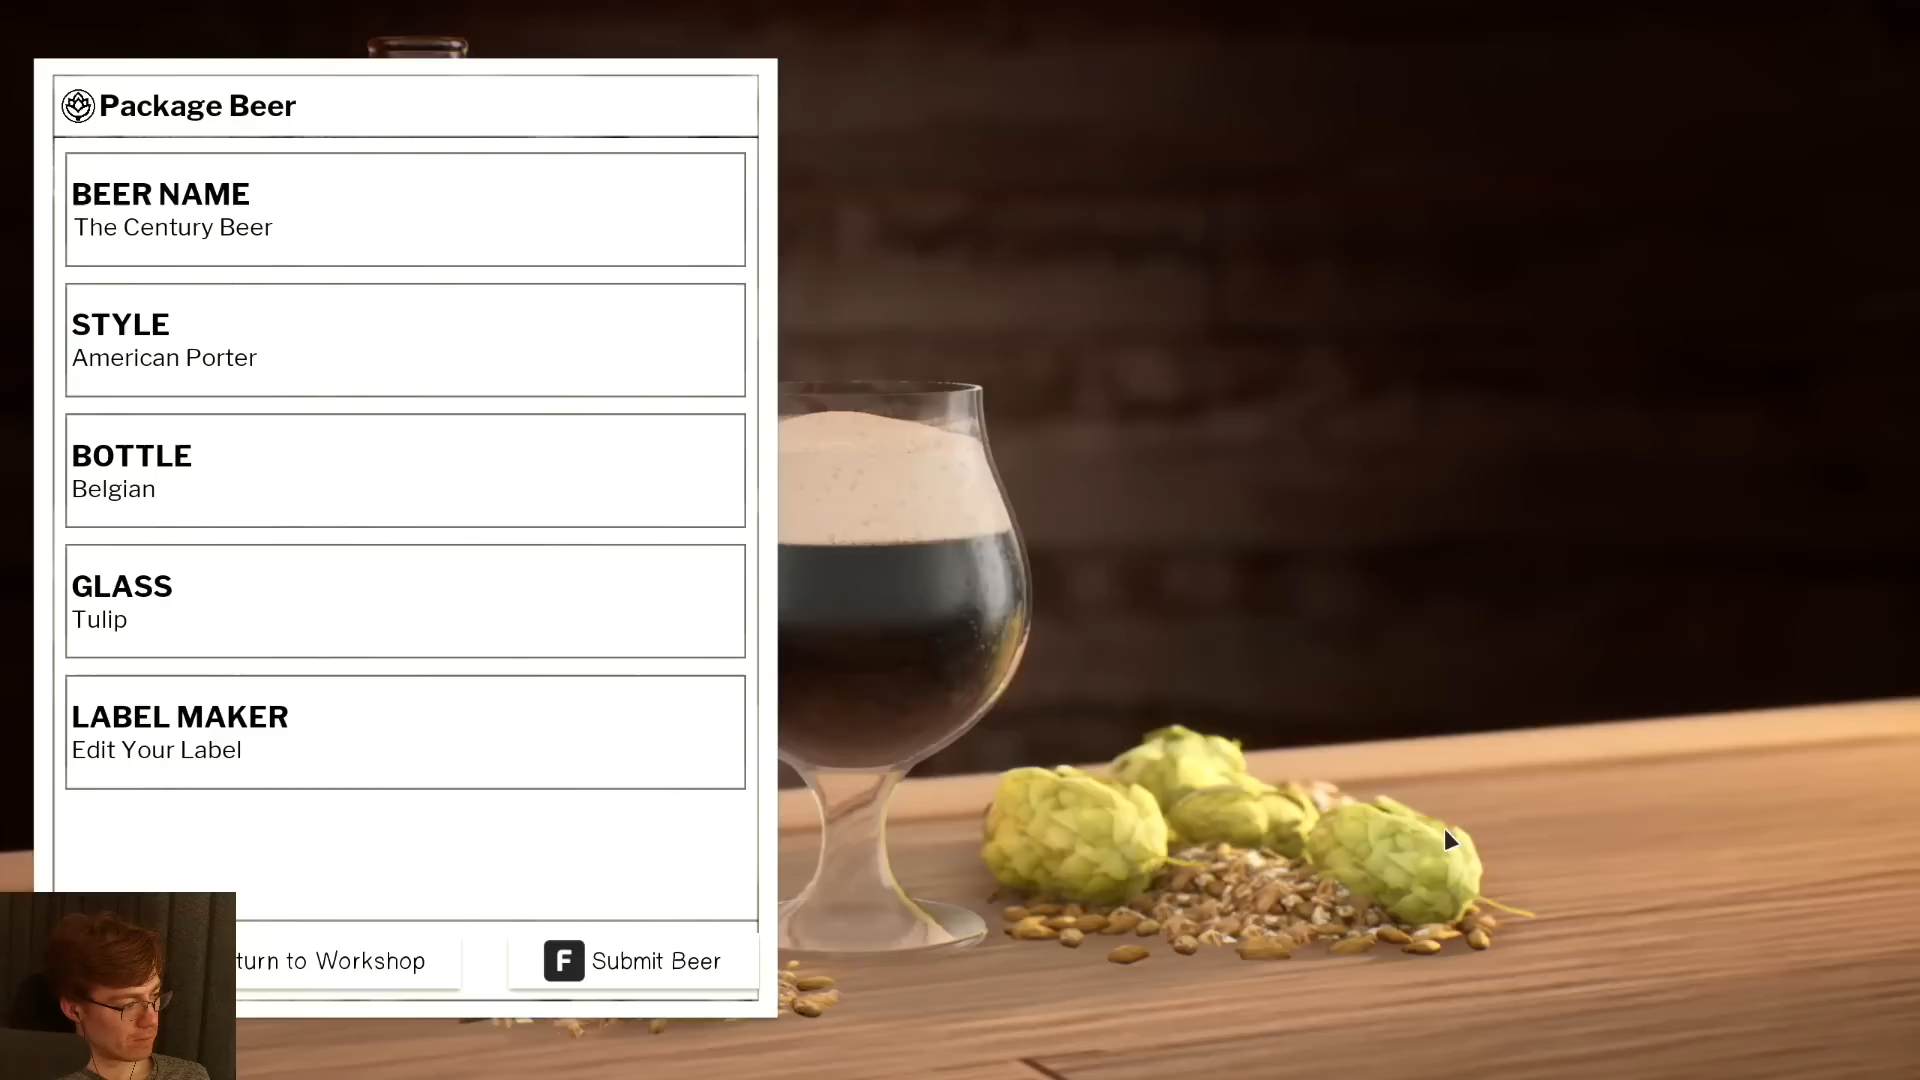 Package Beer
BEER NAME
The Century Beer
STYLE
American Porter
BOTTLE
Belgian
GLASS
Tulip
LABEL MAKER
Edit Your Label
turn to Workshop
F Submit Beer